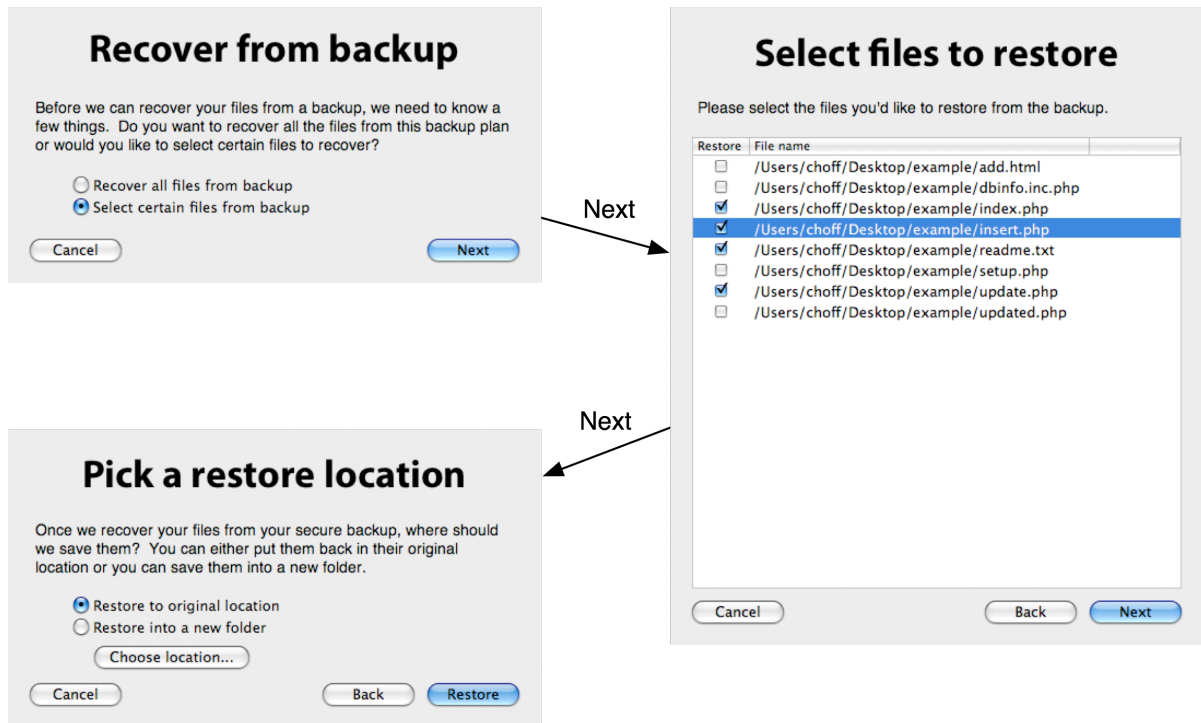 Recover from backup
Before we can recover your files from a backup, we need to know a
few things.  Do you want to recover all the files from this backup plan
or would you like to select certain files to recover?
Recover all files from backup
Select certain files from backup
Cancel
Next
Next
Select files to restore
Please select the files you'd like to restore from the backup.
Restore File name
/Users/choff/Desktop/example/add.html
/Users/choff/Desktop/example/dbinfo.inc.php
/Users/choff/Desktop/example/index.php
/Users/choff/Desktop/example/insert.php
/Users/choff/Desktop/example/readme.txt
/Users/choff/Desktop/example/setup.php
/Users/choff/Desktop/example/update.php
/Users/choff/Desktop/example/updated.php
Cancel
Back
Next
Next
Pick a restore location
Once we recover your files from your secure backup, where should
we save them?  You can either put them back in their original
location or you can save them into a new folder.
Restore to original location
Restore into a new folder
Choose location...
Cancel
Back
Restore